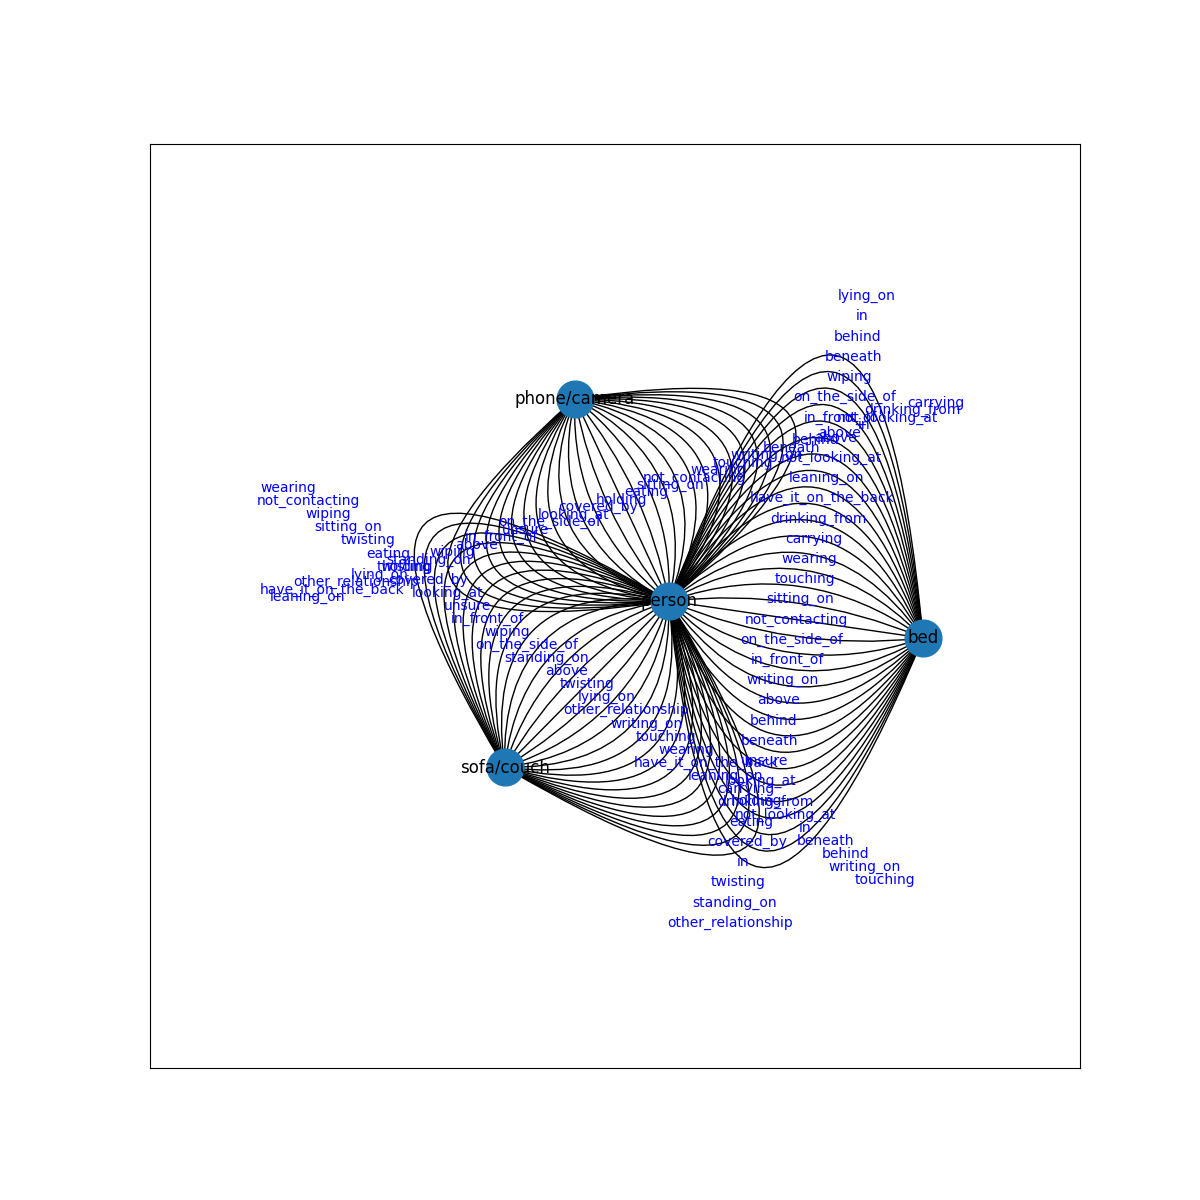 lying_on
in
behind
beneath
wiping
on_the_side_of
phone/camera
carrying
drinking_from
in_front_of
not_looking_at
in
above
above
behind
beneath
writing_on
not_looking_at
touching
wearing
leaning_on
not_contacting
sitting_on
wearing
eating
have_it_on_the_back
not_contacting
holding
covered_by
wiping
looking_at
drinking_from
on_the_side_of
sitting_on
unsure
in_front_of
carrying
twisting
above
wiping
eating
standing_on
wearing
lying_on
covered_by
touching
other_relationship
have_it_on_the_back
looking_at
leaning_on
person
sitting_on
unsure
in_front_of
not_contacting
wiping
on_the_side_of
bed
on_the_side_of
standing_on
in_front_of
above
writing_on
twisting
lying_on
above
other_relationship
behind
writing_on
touching
beneath
wearing
unsure
have_it_on_the_back
sofa/couch
leaning_on
looking_at
carrying
holding
drinking_from
not_looking_at
eating
in
covered_by
beneath
behind
in
writing_on
twisting
touching
standing_on
other_relationship